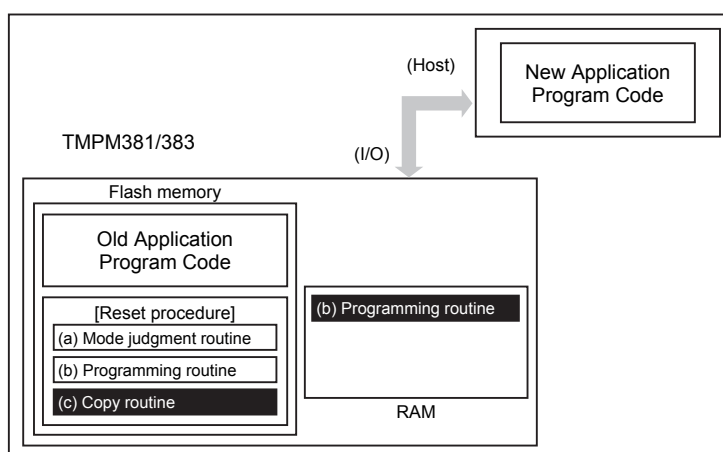 (Host)
New Application
Program Code
TMPM381/383
(I/O)
Flash memory
Old Application
Program Code
[Reset procedure]
(a) Mode judgment routine
(b) Programming routine
(c) Copy routine
(b) Programming routine
RAM